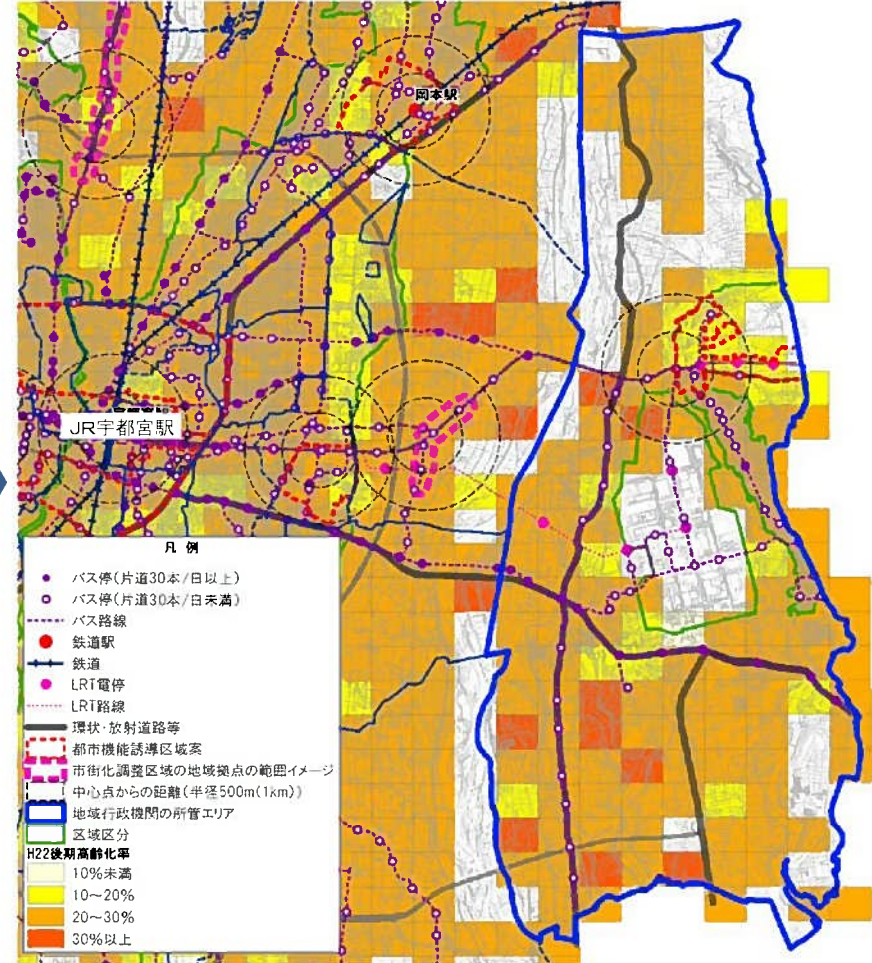 岡本駅
JR宇都宮駅
凡 例
バス停(片道30本/日以上)
バス停(片道30本/日未満)
バス路線
鉄道駅
鉄道
LRT電停
LRT路線
環状・放射道路等
都市機能誘導区域案
市街化調整区域の地域拠点の範囲イメージ
中心点からの距離(半径500m(1km))
地域行政機関の所管エリア
区域区分
H22後期高齢化率
10%未満
10~20%
20~30%
30%以上